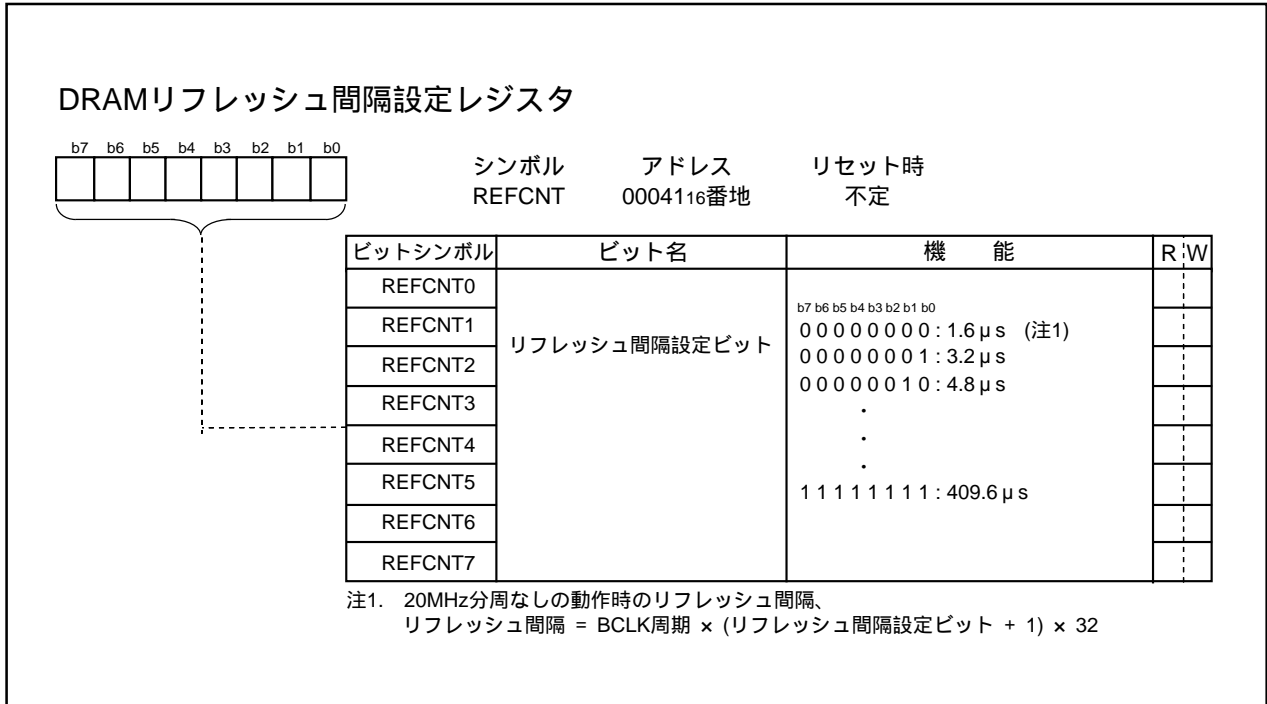 DRAMリフレッシュ間隔設定レジスタ
b7 b6 b5 b4 b3 b2 b1 b0
シンボル アドレス リセット時
REFCNT 0004116番地 不定
ビットシンボル ビット名 機 能 R W
REFCNT0
REFCNT1
REFCNT2
REFCNT3
REFCNT4
REFCNT5
REFCNT6
REFCNT7
リフレッシュ間隔設定ビット
b7 b6 b5 b4 b3 b2 b1 b0
0 0 0 0 0 0 0 0 : 1.6 μ s (注1)
0 0 0 0 0 0 0 1 : 3.2 μ s
0 0 0 0 0 0 1 0 : 4.8 μ s
・
・
・
1 1 1 1 1 1 1 1 : 409.6 μ s
注1. 20MHz分周なしの動作時のリフレッシュ間隔、
リフレッシュ間隔 = BCLK周期 × (リフレッシュ間隔設定ビット + 1) × 32